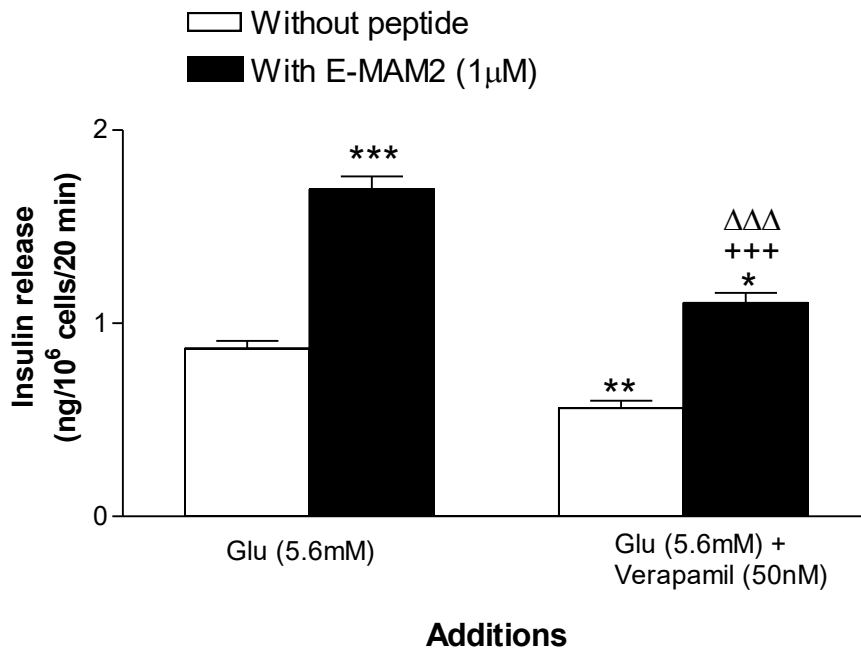 Without peptide
With E-MAM2 (1μM)
Insulin release
(ng/10⁶ cells/20 min)
2
1
0
***
**
ΔΔΔ
+++
*
Glu (5.6mM)
Glu (5.6mM) +
Verapamil (50nM)
Additions